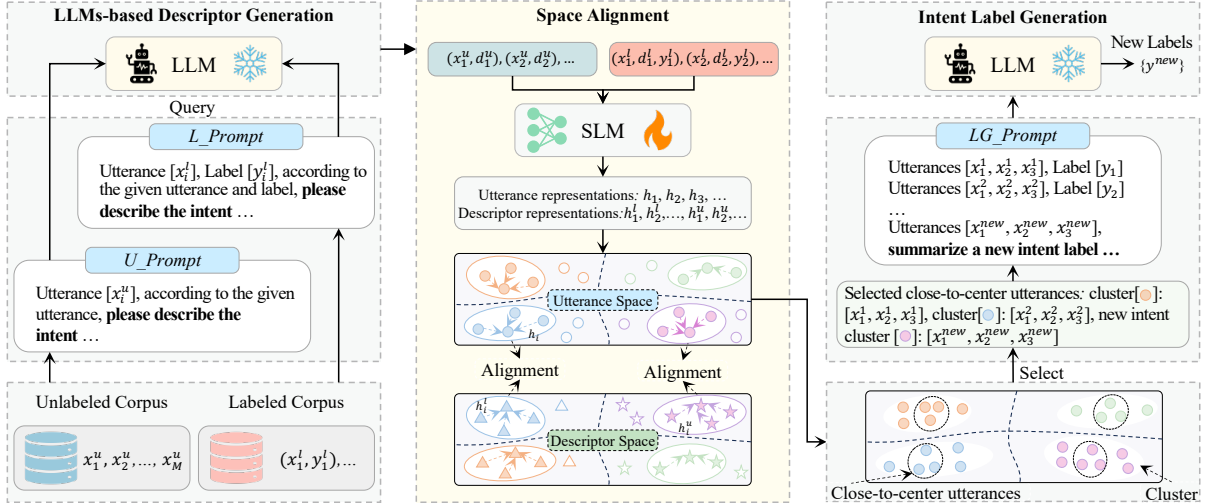 LLMs-based Descriptor Generation
LLM
Query
L_Prompt
Utterance [x_i^l], Label [y_i^l], according to
the given utterance and label, please
describe the intent …
U_Prompt
Utterance [x_i^u], according to the given
utterance, please describe the
intent …
Unlabeled Corpus
Labeled Corpus
x_1^u, x_2^u, …, x_M^u
(x_1^l, y_1^l), …
Space Alignment
(x_1^u, d_1^u), (x_2^u, d_2^u), …
(x_1^l, d_1^l, y_1^l), (x_2^l, d_2^l, y_2^l), …
SLM
Utterance representations: h_1, h_2, h_3, …
Descriptor representations: h_1^l, h_2^l, …, h_1^u, h_2^u, …
Utterance Space
h_i
Alignment
Alignment
h_i^l
h_i^u
Descriptor Space
Intent Label Generation
LLM
New Labels
{y^new}
LG_Prompt
Utterances [x_1^1, x_2^1, x_3^1], Label [y_1]
Utterances [x_1^2, x_2^2, x_3^2], Label [y_2]
…
Utterances [x_1^new, x_2^new, x_3^new],
summarize a new intent label …
Selected close-to-center utterances: cluster[ ]:
[x_1^1, x_2^1, x_3^1], cluster[ ]: [x_1^2, x_2^2, x_3^2], new intent
cluster [ ]: [x_1^new, x_2^new, x_3^new]
Select
Close-to-center utterances
Cluster